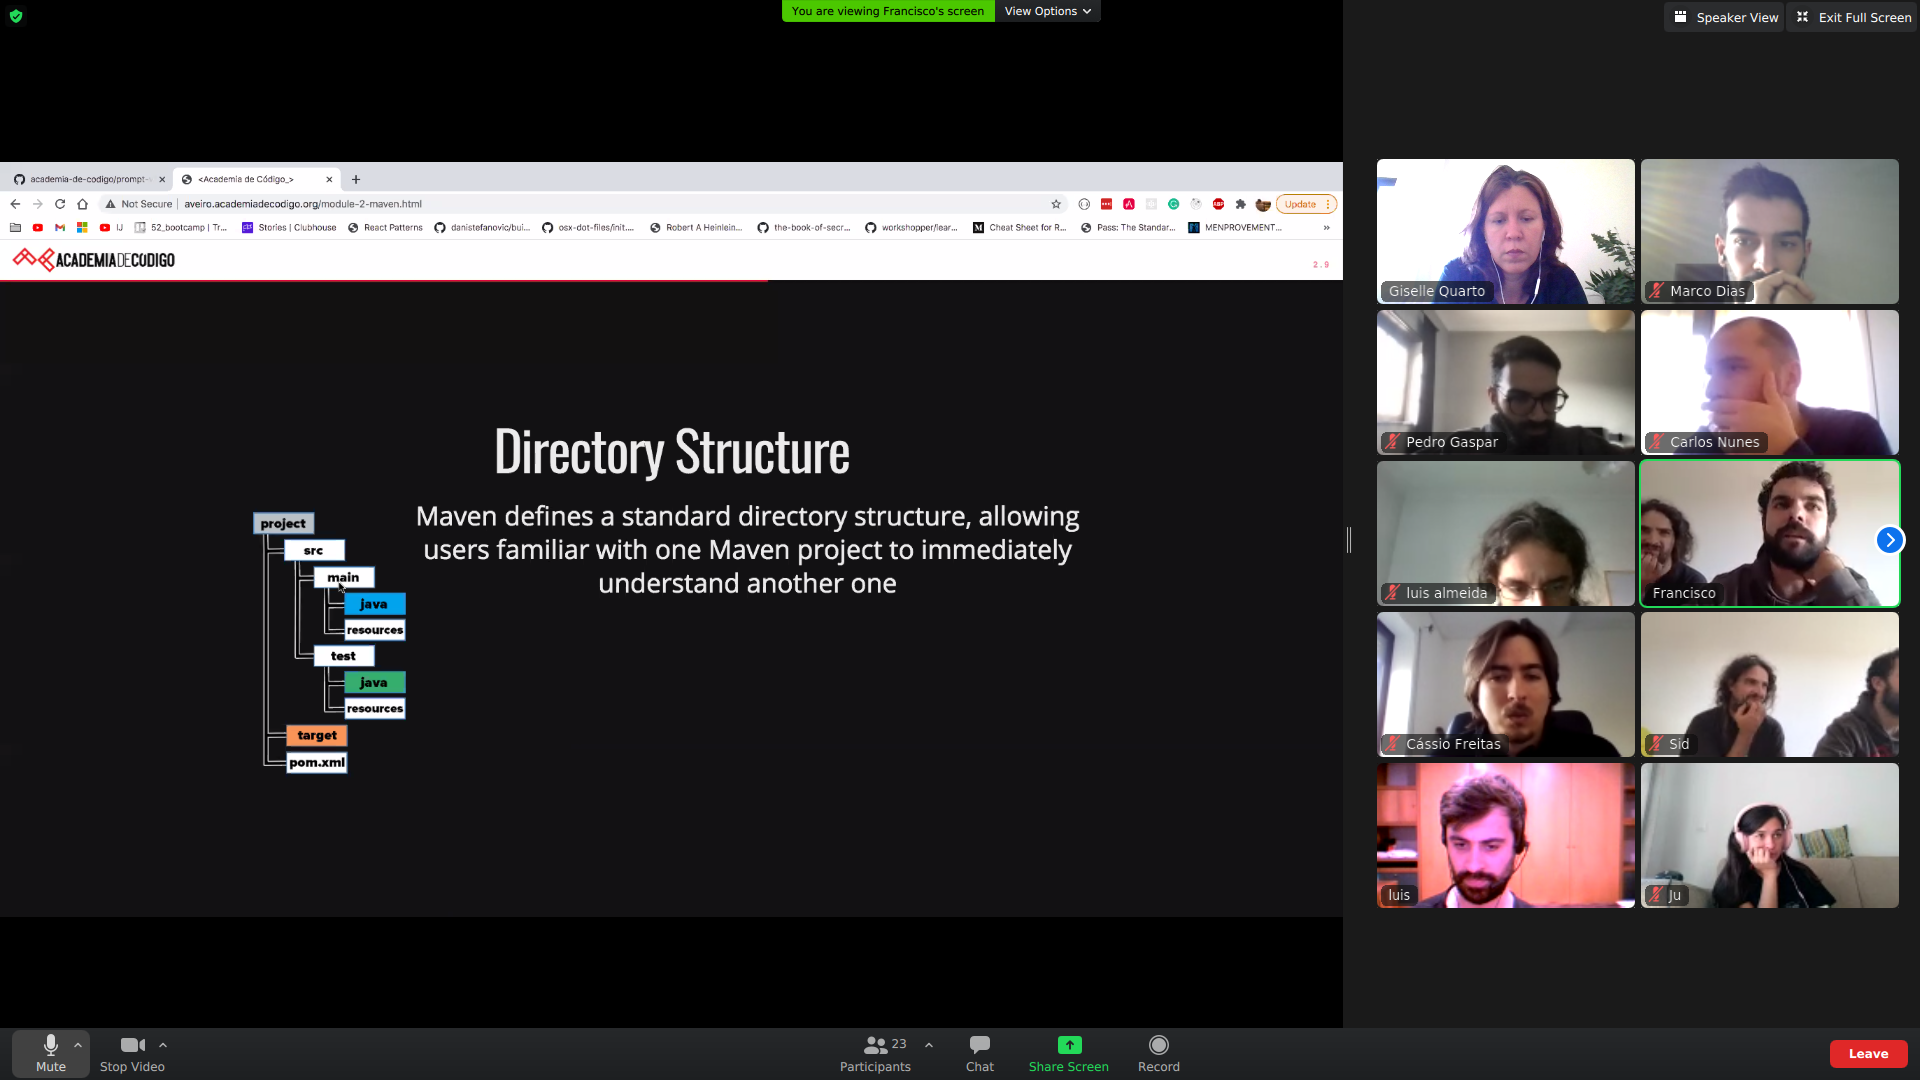 You are viewing Francisco's screen
View Options
Speaker View
Exit Full Screen
academia-de-codigo/prompt-
<Academia de Código_>
Not Secure
aveiro.academiadecodigo.org/module-2-maven.html
Update
IJ
52_bootcamp | Tr...
Stories | Clubhouse
React Patterns
danistefanovic/bui...
osx-dot-files/init....
Robert A Heinlein...
the-book-of-secr...
workshopper/lear...
Cheat Sheet for R...
Pass: The Standar...
MENPROVEMENT...
»
ACADEMIADECODIGO
2.9
Directory Structure
Maven defines a standard directory structure, allowing
users familiar with one Maven project to immediately
understand another one
project
src
main
java
resources
test
java
resources
target
pom.xml
Giselle Quarto
Marco Dias
Pedro Gaspar
Carlos Nunes
luis almeida
Francisco
Cássio Freitas
Sid
luis
Ju
Mute
Stop Video
Participants
23
Chat
Share Screen
Record
Leave